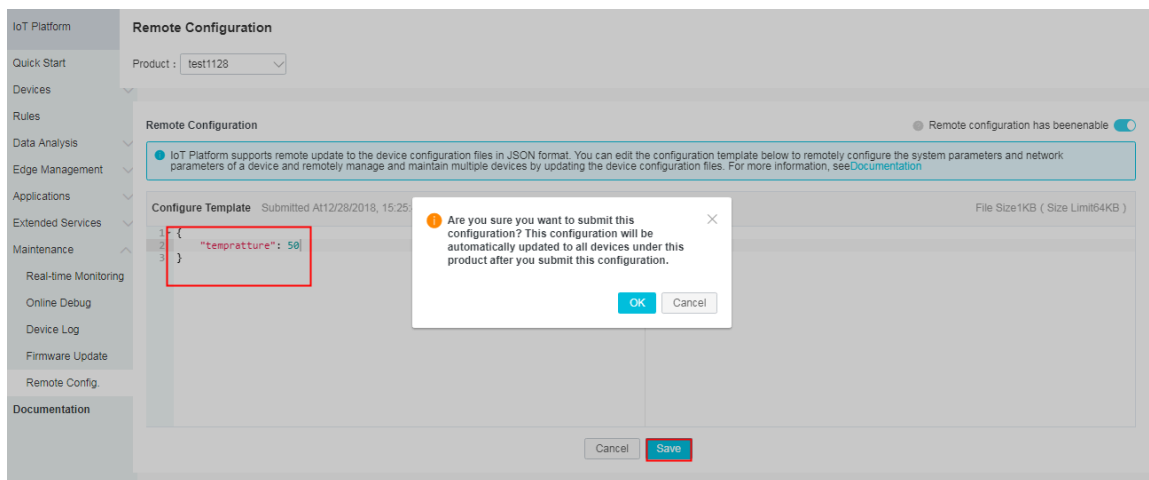 IoT Platform
Remote Configuration
Quick Start
Product : test1128
Devices
Rules
Remote Configuration
Remote configuration has beenenable
Data Analysis
IoT Platform supports remote update to the device configuration files in JSON format. You can edit the configuration template below to remotely configure the system parameters and network
parameters of a device and remotely manage and maintain multiple devices by updating the device configuration files. For more information, seeDocumentation
Edge Management
Applications
Configure Template Submitted At12/28/2018, 15:25:
File Size1KB ( Size Limit64KB )
Extended Services
Maintenance
Real-time Monitoring
Online Debug
Device Log
Firmware Update
Remote Config.
Documentation
1 {
2 "tempratture": 50
3 }
Are you sure you want to submit this
configuration? This configuration will be
automatically updated to all devices under this
product after you submit this configuration.
OK Cancel
Cancel Save